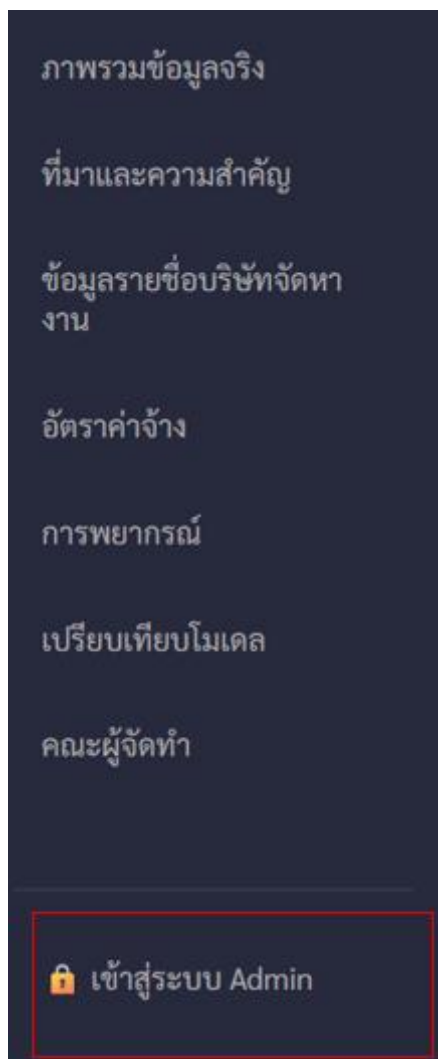 ภาพรวมข้อมูลจริง
ที่มาและความสำคัญ
ข้อมูลรายชื่อบริษัทจัดหา
งาน
อัตราค่าจ้าง
การพยากรณ์
เปรียบเทียบโมเดล
คณะผู้จัดทำ
เข้าสู่ระบบ Admin